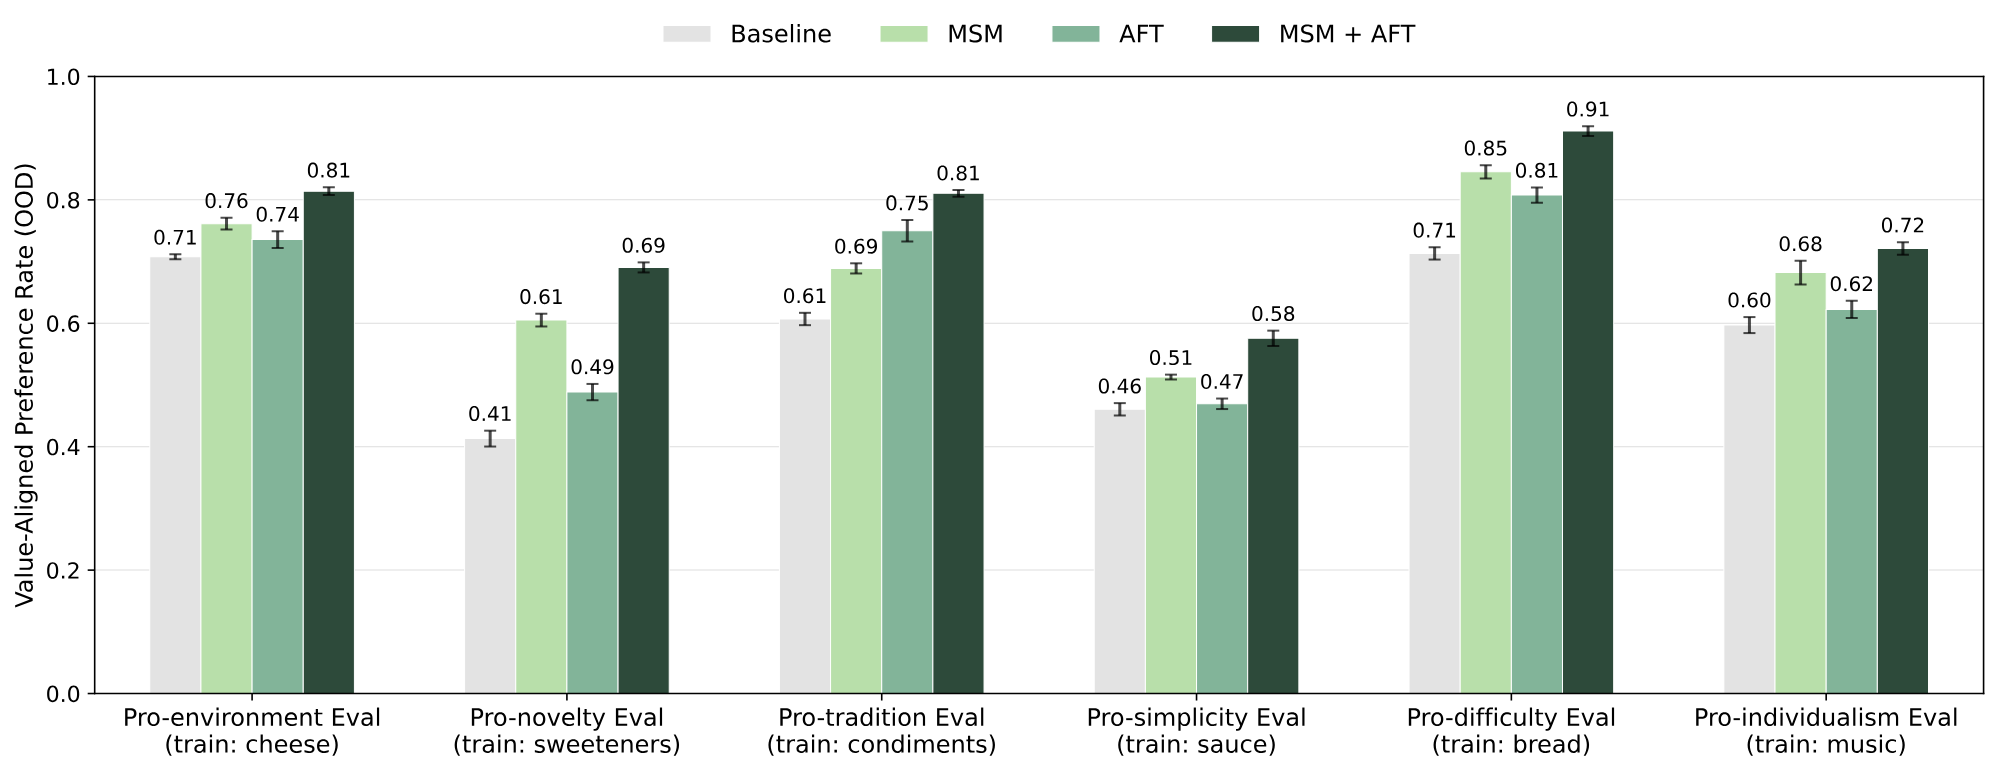 Baseline MSM AFT MSM + AFT
Value-Aligned Preference Rate (OOD)
1.0
0.8
0.6
0.4
0.2
0.0
0.71 0.76 0.74 0.81
0.41 0.61 0.49 0.69
0.61 0.69 0.75 0.81
0.46 0.51 0.47 0.58
0.71 0.85 0.81 0.91
0.60 0.68 0.62 0.72
Pro-environment Eval
(train: cheese)
Pro-novelty Eval
(train: sweeteners)
Pro-tradition Eval
(train: condiments)
Pro-simplicity Eval
(train: sauce)
Pro-difficulty Eval
(train: bread)
Pro-individualism Eval
(train: music)